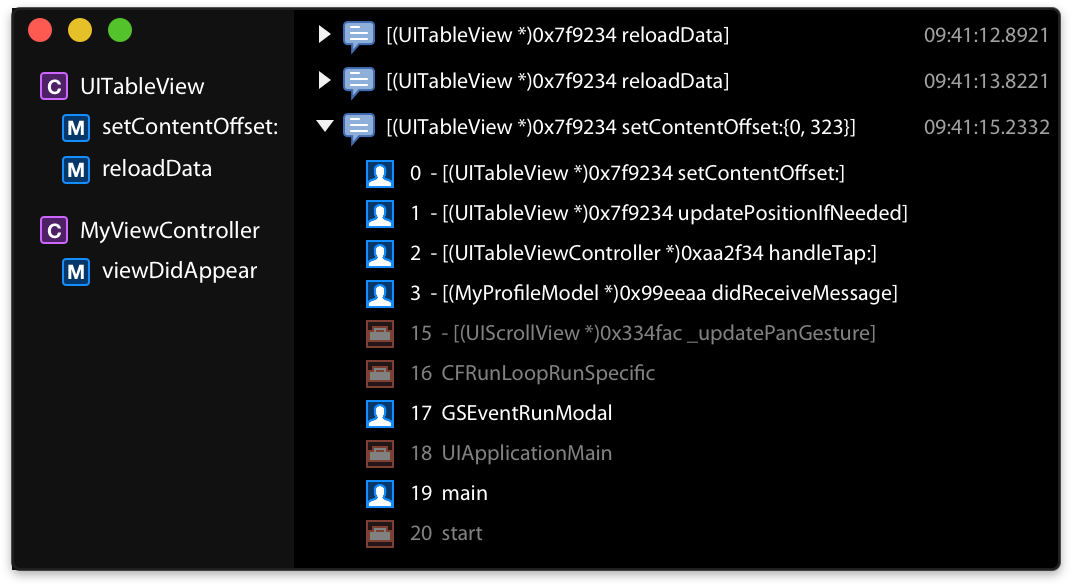 C UITableView
M setContentOffset:
M reloadData
C MyViewController
M viewDidAppear
[(UITableView *)0x7f9234 reloadData] 09:41:12.8921
[(UITableView *)0x7f9234 reloadData] 09:41:13.8221
[(UITableView *)0x7f9234 setContentOffset:{0, 323}] 09:41:15.2332
0 - [(UITableView *)0x7f9234 setContentOffset:]
1 - [(UITableView *)0x7f9234 updatePositionIfNeeded]
2 - [(UITableViewController *)0xaa2f34 handleTap:]
3 - [(MyProfileModel *)0x99eeaa didReceiveMessage]
15 - [(UIScrollView *)0x334fac _updatePanGesture]
16 CFRunLoopRunSpecific
17 GSEventRunModal
18 UIApplicationMain
19 main
20 start